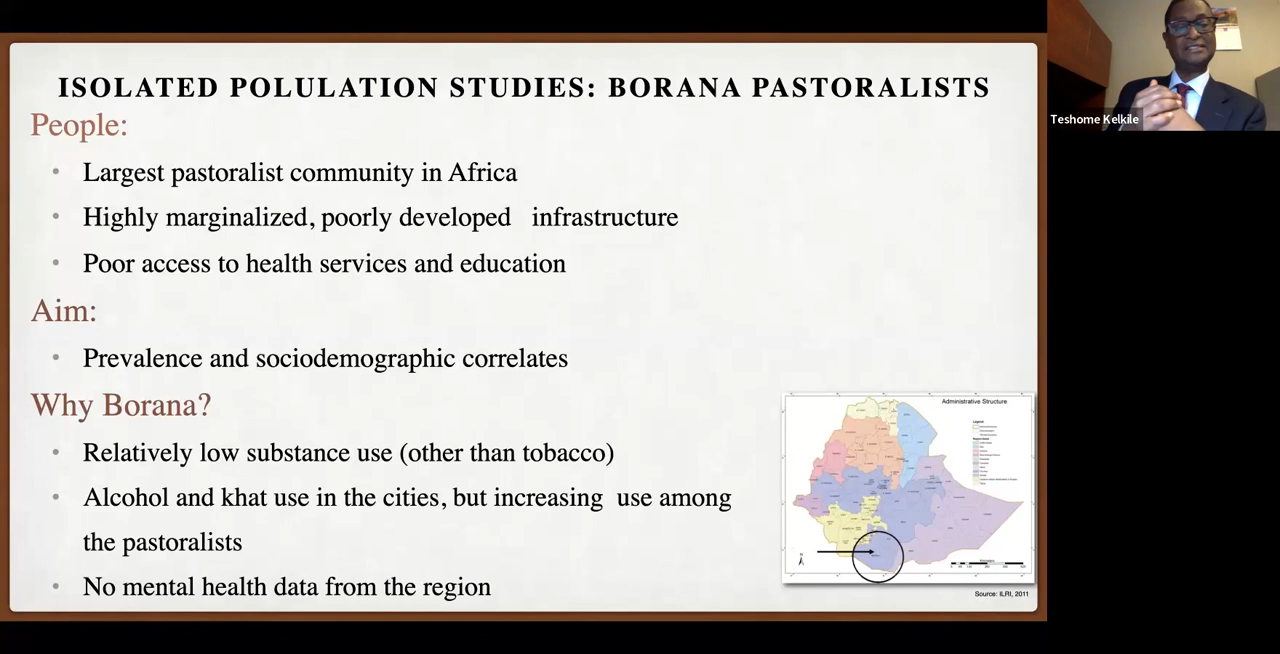 ISOLATED POLULATION STUDIES: BORANA PASTORALISTS
People:
• Largest pastoralist community in Africa
• Highly marginalized, poorly developed infrastructure
• Poor access to health services and education
Aim:
• Prevalence and sociodemographic correlates
Why Borana?
• Relatively low substance use (other than tobacco)
• Alcohol and khat use in the cities, but increasing use among
the pastoralists
• No mental health data from the region
Administrative Structure
Source: ILRI, 2011
Teshome Kelkile